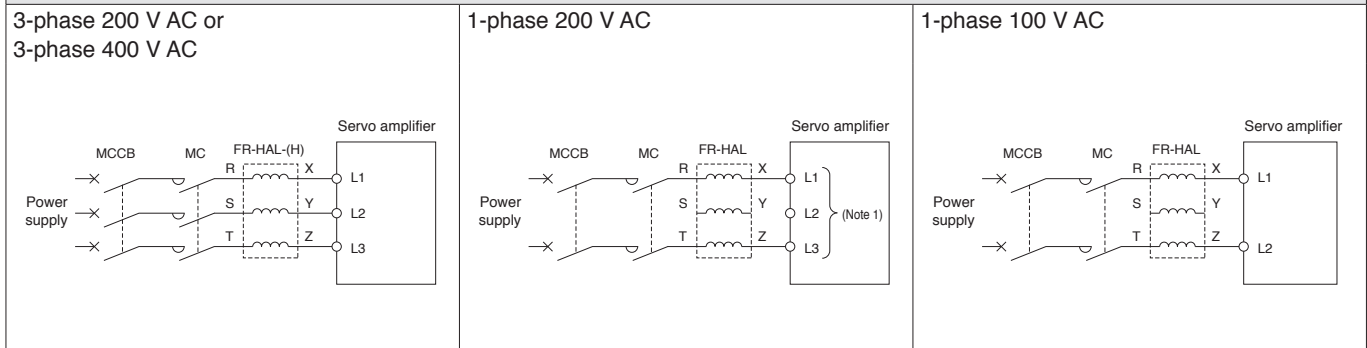 3-phase 200 V AC or
3-phase 400 V AC
Servo amplifier
MCCB
MC
FR-HAL-(H)
R
X
L1
Power
supply
S
Y
L2
T
Z
L3
1-phase 200 V AC
Servo amplifier
MCCB
MC
FR-HAL
R
X
L1
Power
supply
S
Y
L2
(Note 1)
T
Z
L3
1-phase 100 V AC
Servo amplifier
MCCB
MC
FR-HAL
R
X
L1
Power
supply
S
Y
T
Z
L2